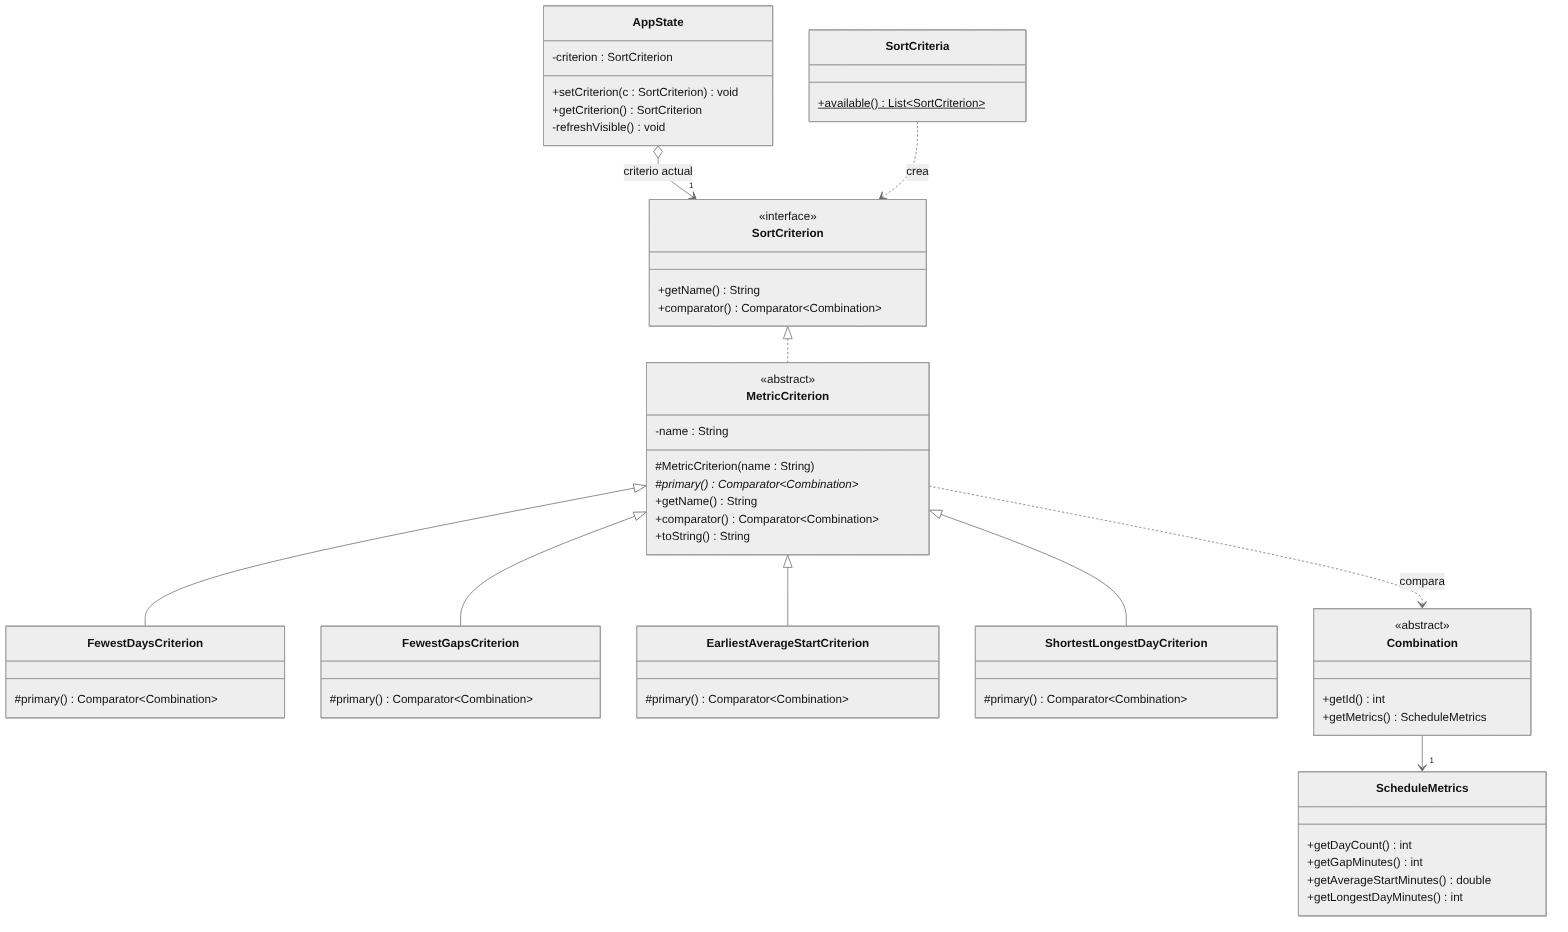 AppState
-criterion : SortCriterion
+setCriterion(c : SortCriterion) : void
+getCriterion() : SortCriterion
-refreshVisible() : void
SortCriteria
+available() : List<SortCriterion>
criterio actual
1
crea
«interface»
SortCriterion
+getName() : String
+comparator() : Comparator<Combination>
«abstract»
MetricCriterion
-name : String
#MetricCriterion(name : String)
#primary() : Comparator<Combination>
+getName() : String
+comparator() : Comparator<Combination>
+toString() : String
compara
FewestDaysCriterion
#primary() : Comparator<Combination>
FewestGapsCriterion
#primary() : Comparator<Combination>
EarliestAverageStartCriterion
#primary() : Comparator<Combination>
ShortestLongestDayCriterion
#primary() : Comparator<Combination>
«abstract»
Combination
+getId() : int
+getMetrics() : ScheduleMetrics
1
ScheduleMetrics
+getDayCount() : int
+getGapMinutes() : int
+getAverageStartMinutes() : double
+getLongestDayMinutes() : int